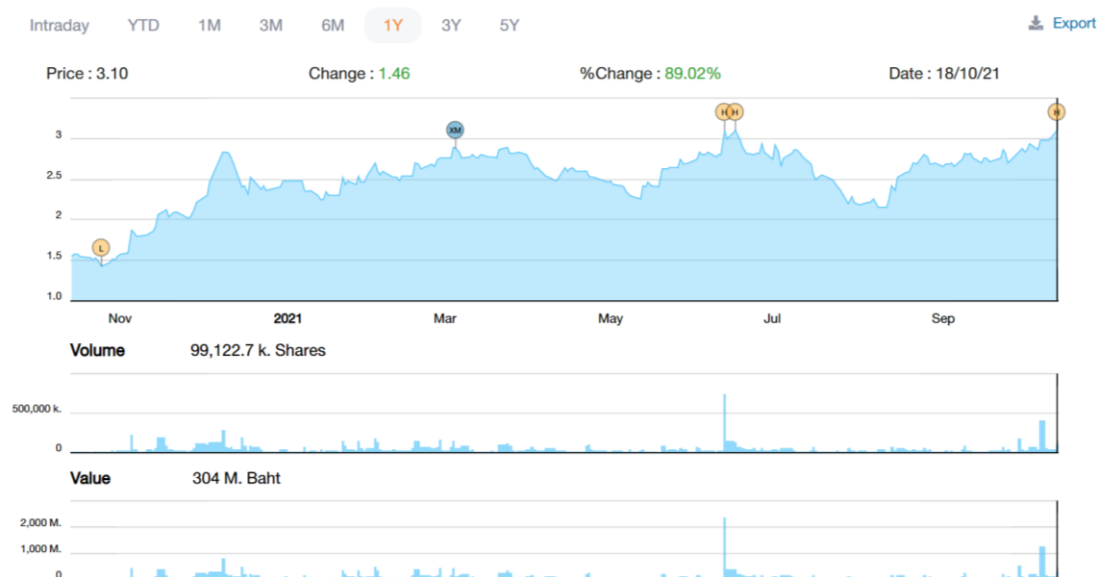 Intraday YTD 1M 3M 6M 1Y 3Y 5Y Export
Price : 3.10 Change : 1.46 %Change : 89.02% Date : 18/10/21
H H H
XM
3
2.5
2
L
1.5
1.0
Nov 2021 Mar May Jul Sep
Volume 99,122.7 k. Shares
500,000 k.
0
Value 304 M. Baht
2,000 M.
1,000 M.
0